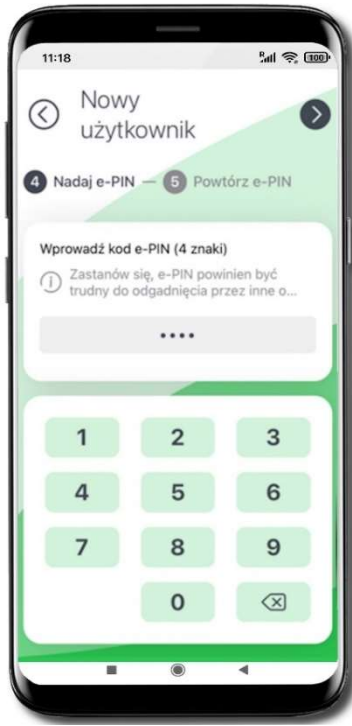 11:18
R
100
Nowy
użytkownik
4 Nadaj e-PIN — 5 Powtórz e-PIN
Wprowadź kod e-PIN (4 znaki)
Zastanów się, e-PIN powinien być
trudny do odgadnięcia przez inne o...
••••
1 2 3
4 5 6
7 8 9
0